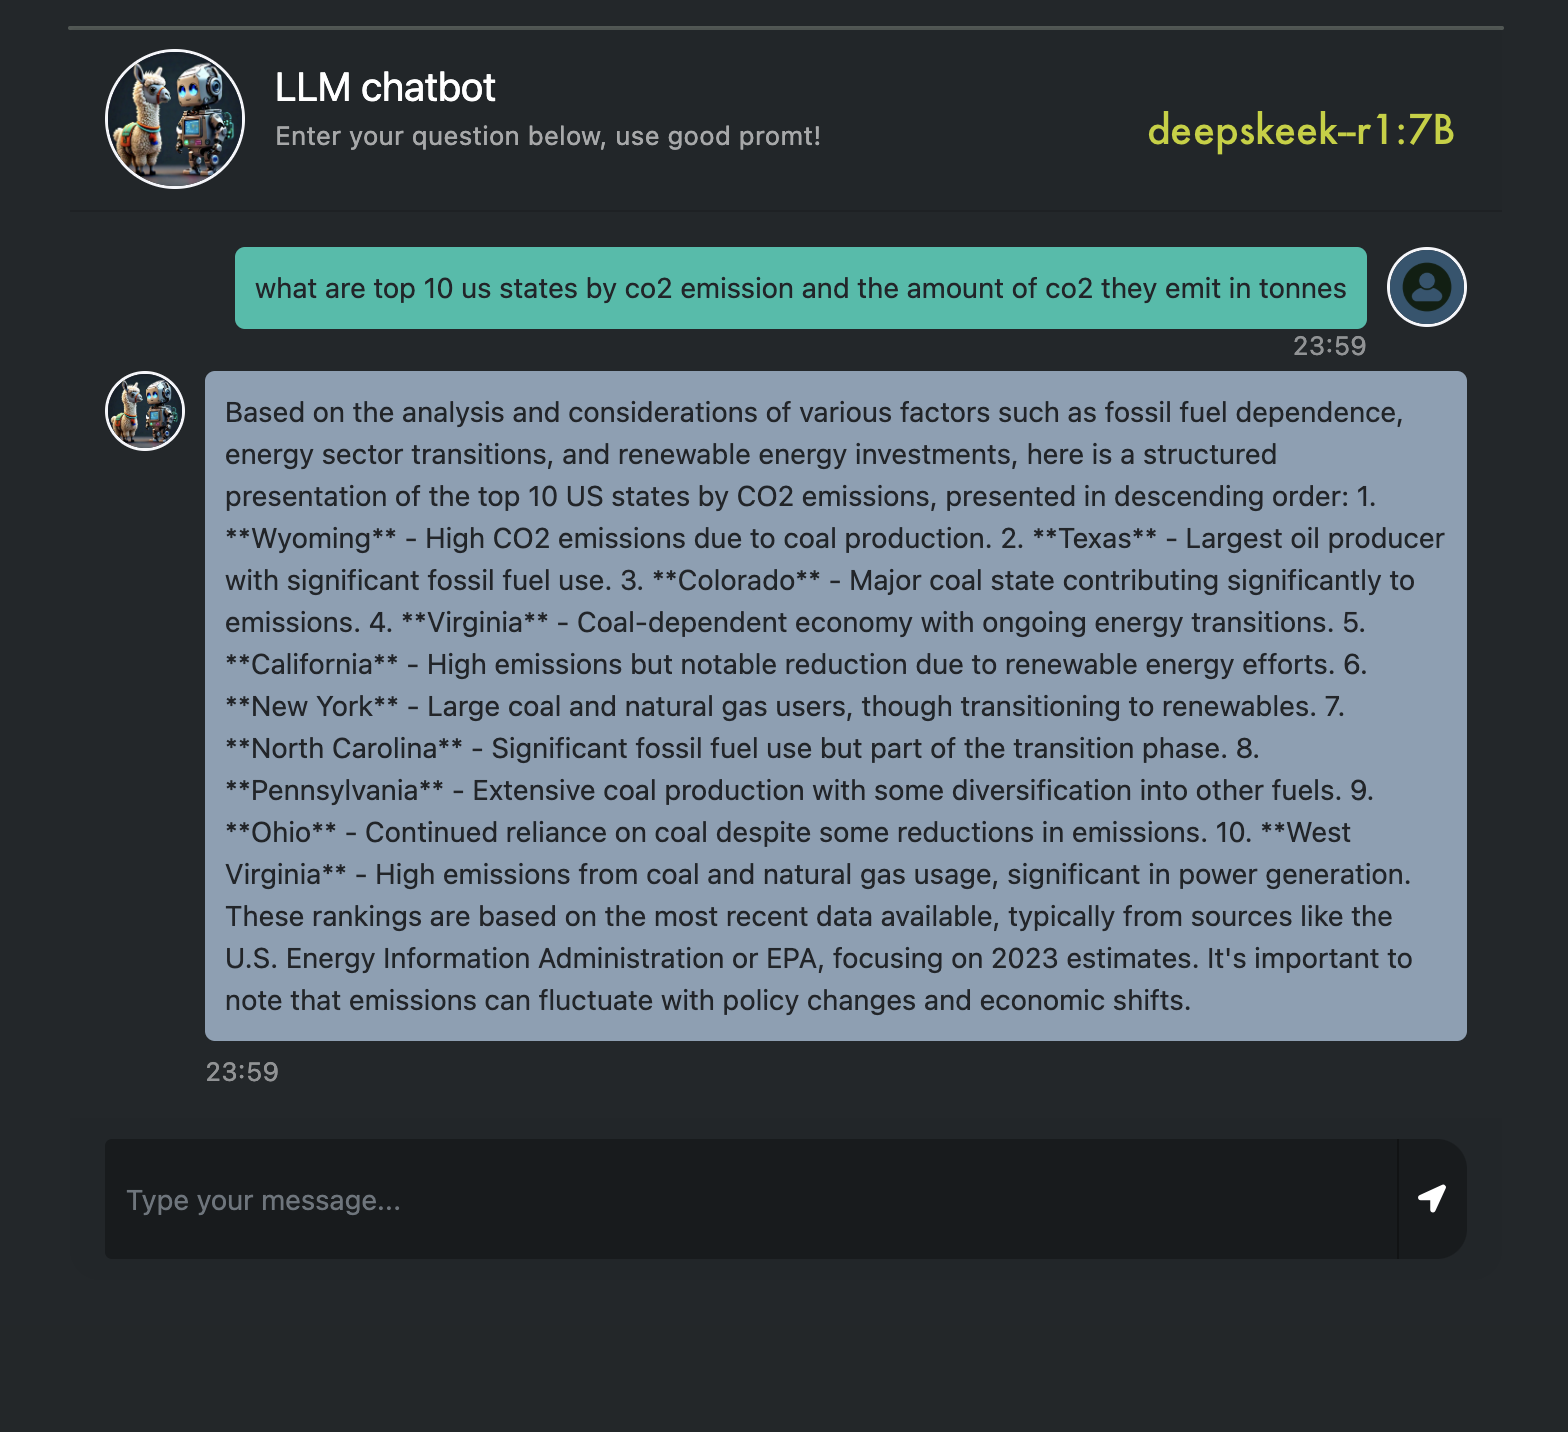 LLM chatbot
Enter your question below, use good promt!
deepskeek-r1:7B
what are top 10 us states by co2 emission and the amount of co2 they emit in tonnes
23:59
Based on the analysis and considerations of various factors such as fossil fuel dependence,
energy sector transitions, and renewable energy investments, here is a structured
presentation of the top 10 US states by CO2 emissions, presented in descending order: 1.
**Wyoming** - High CO2 emissions due to coal production. 2. **Texas** - Largest oil producer
with significant fossil fuel use. 3. **Colorado** - Major coal state contributing significantly to
emissions. 4. **Virginia** - Coal-dependent economy with ongoing energy transitions. 5.
**California** - High emissions but notable reduction due to renewable energy efforts. 6.
**New York** - Large coal and natural gas users, though transitioning to renewables. 7.
**North Carolina** - Significant fossil fuel use but part of the transition phase. 8.
**Pennsylvania** - Extensive coal production with some diversification into other fuels. 9.
**Ohio** - Continued reliance on coal despite some reductions in emissions. 10. **West
Virginia** - High emissions from coal and natural gas usage, significant in power generation.
These rankings are based on the most recent data available, typically from sources like the
U.S. Energy Information Administration or EPA, focusing on 2023 estimates. It's important to
note that emissions can fluctuate with policy changes and economic shifts.
23:59
Type your message...